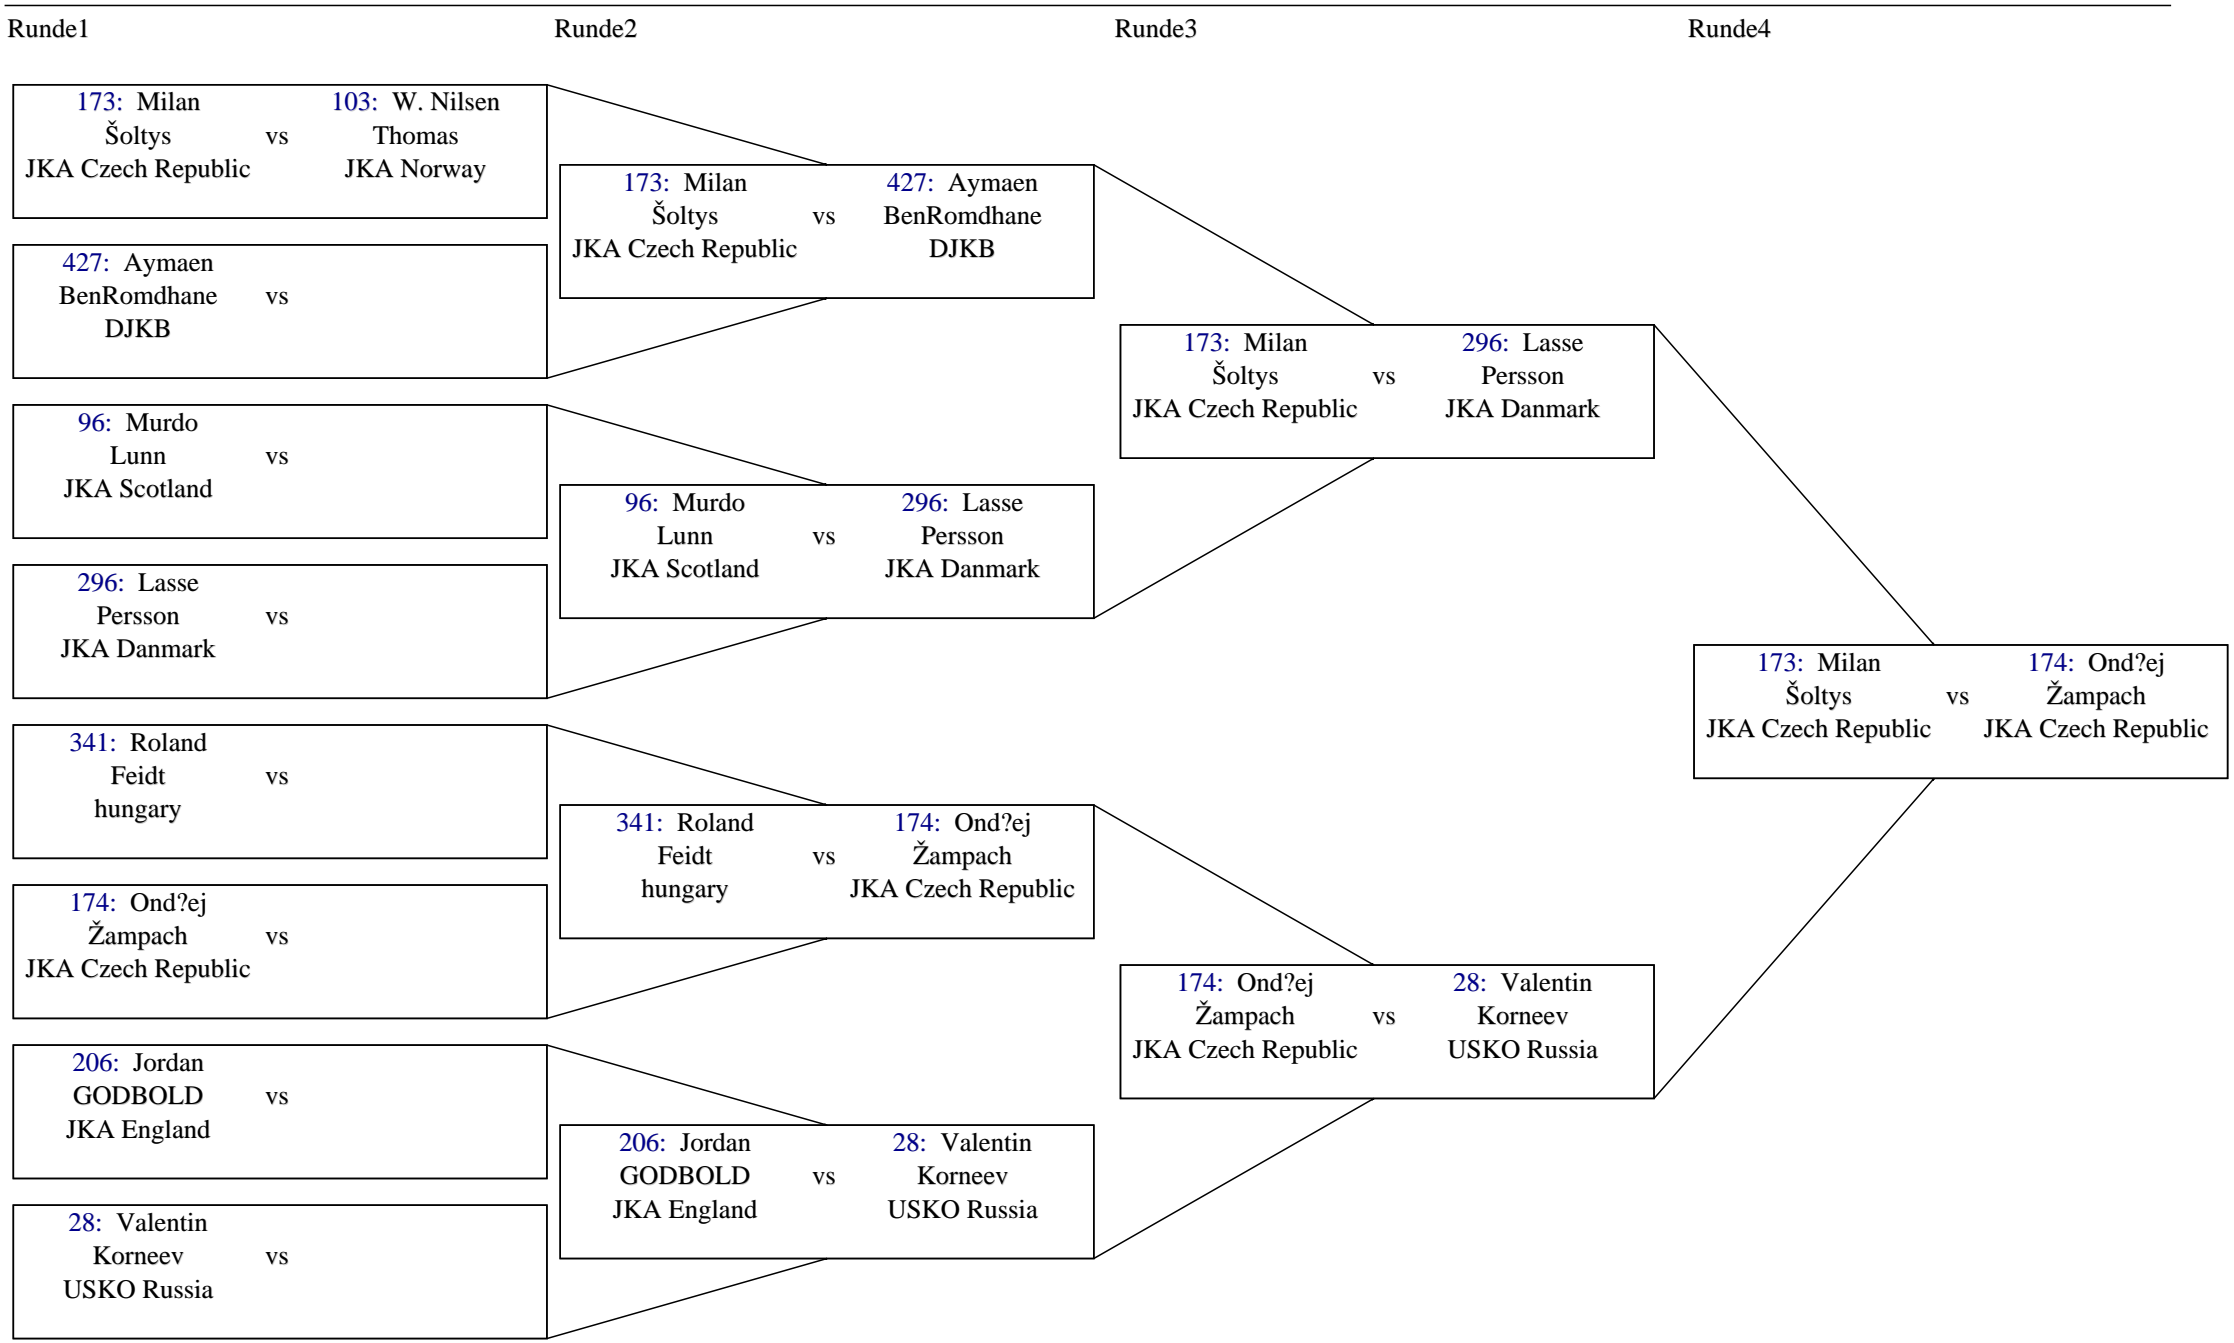 Runde1 Runde2 Runde3 Runde4
173: Milan 103: W. Nilsen
Šoltys vs Thomas
JKA Czech Republic JKA Norway
427: Aymaen
BenRomdhane vs
DJKB
96: Murdo
Lunn vs
JKA Scotland
296: Lasse
Persson vs
JKA Danmark
341: Roland
Feidt vs
hungary
174: Ond?ej
Žampach vs
JKA Czech Republic
206: Jordan
GODBOLD vs
JKA England
28: Valentin
Korneev vs
USKO Russia
173: Milan 427: Aymaen
Šoltys vs BenRomdhane
JKA Czech Republic DJKB
96: Murdo 296: Lasse
Lunn vs Persson
JKA Scotland JKA Danmark
341: Roland 174: Ond?ej
Feidt vs Žampach
hungary JKA Czech Republic
206: Jordan 28: Valentin
GODBOLD vs Korneev
JKA England USKO Russia
173: Milan 296: Lasse
Šoltys vs Persson
JKA Czech Republic JKA Danmark
174: Ond?ej 28: Valentin
Žampach vs Korneev
JKA Czech Republic USKO Russia
173: Milan 174: Ond?ej
Šoltys vs Žampach
JKA Czech Republic JKA Czech Republic